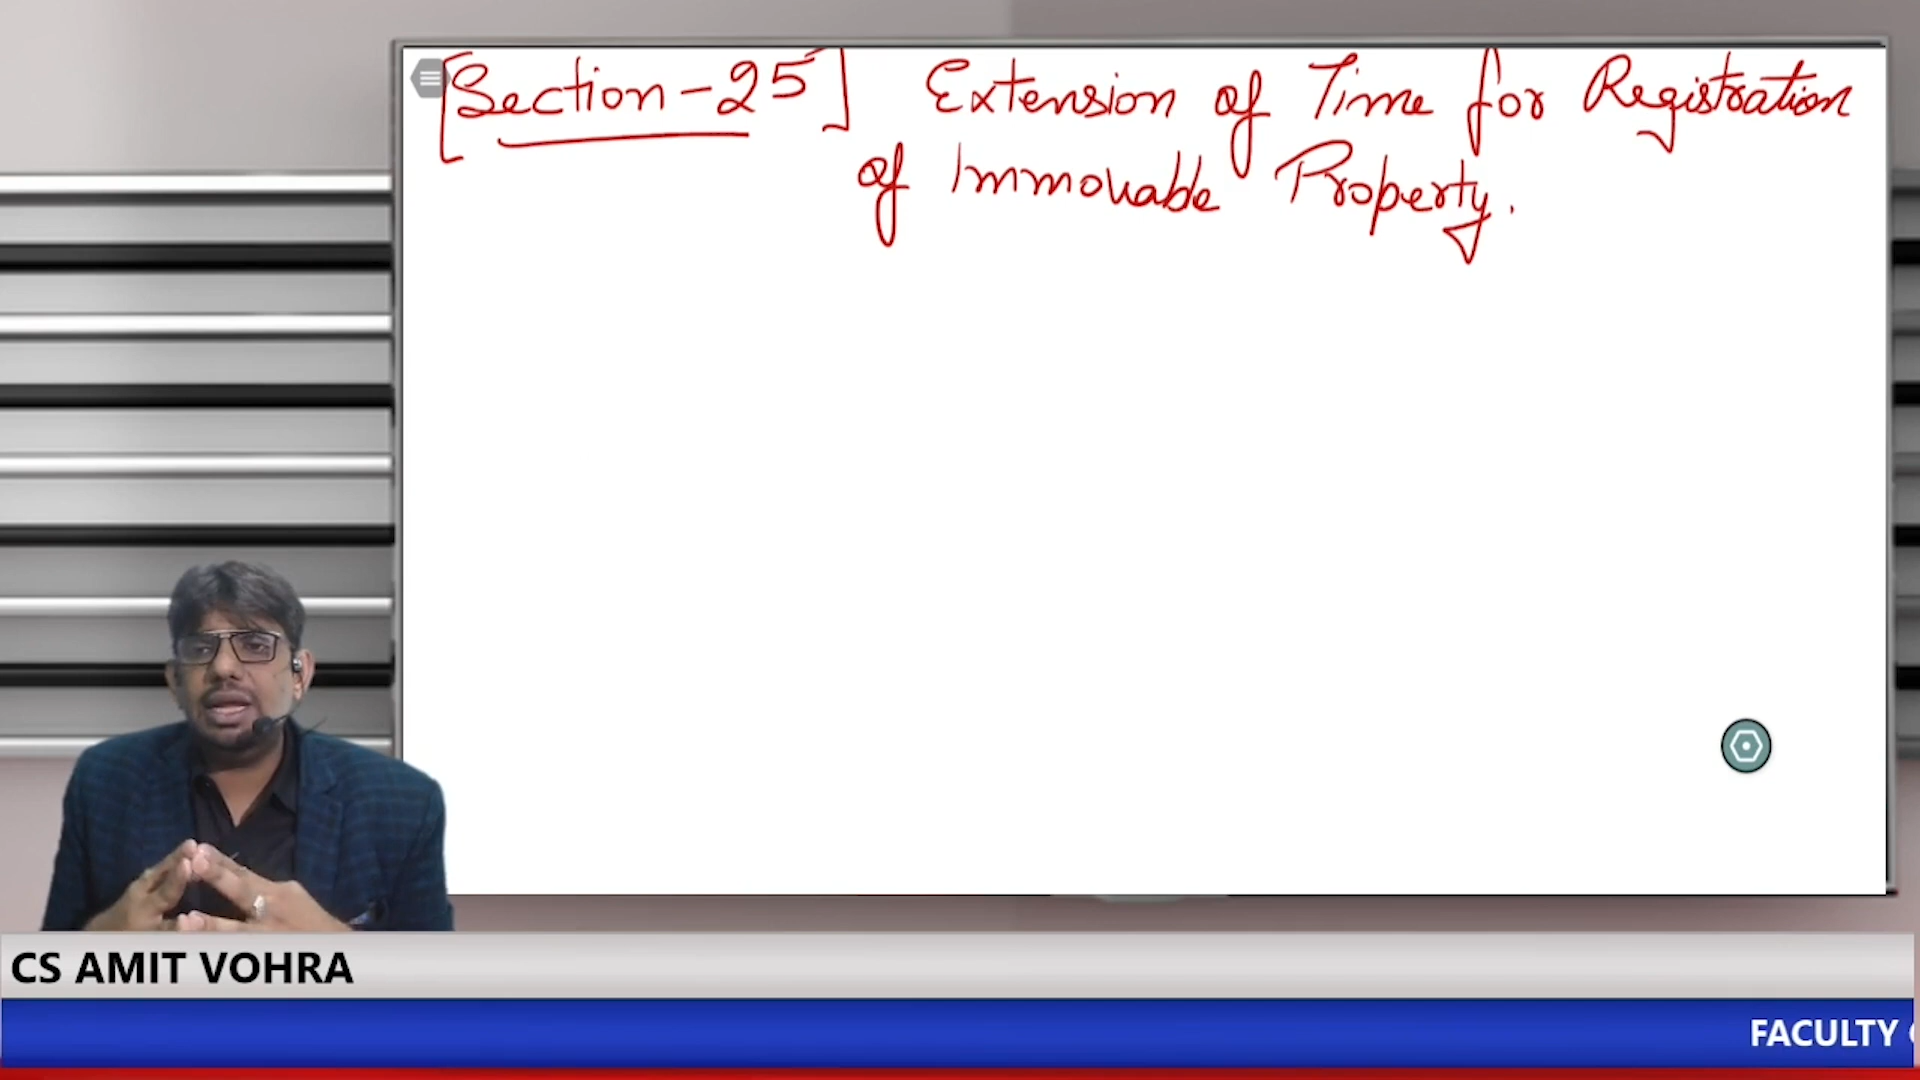 [Section-25] Extension of Time for Registration
of Immovable Property.
CS AMIT VOHRA
FACULTY